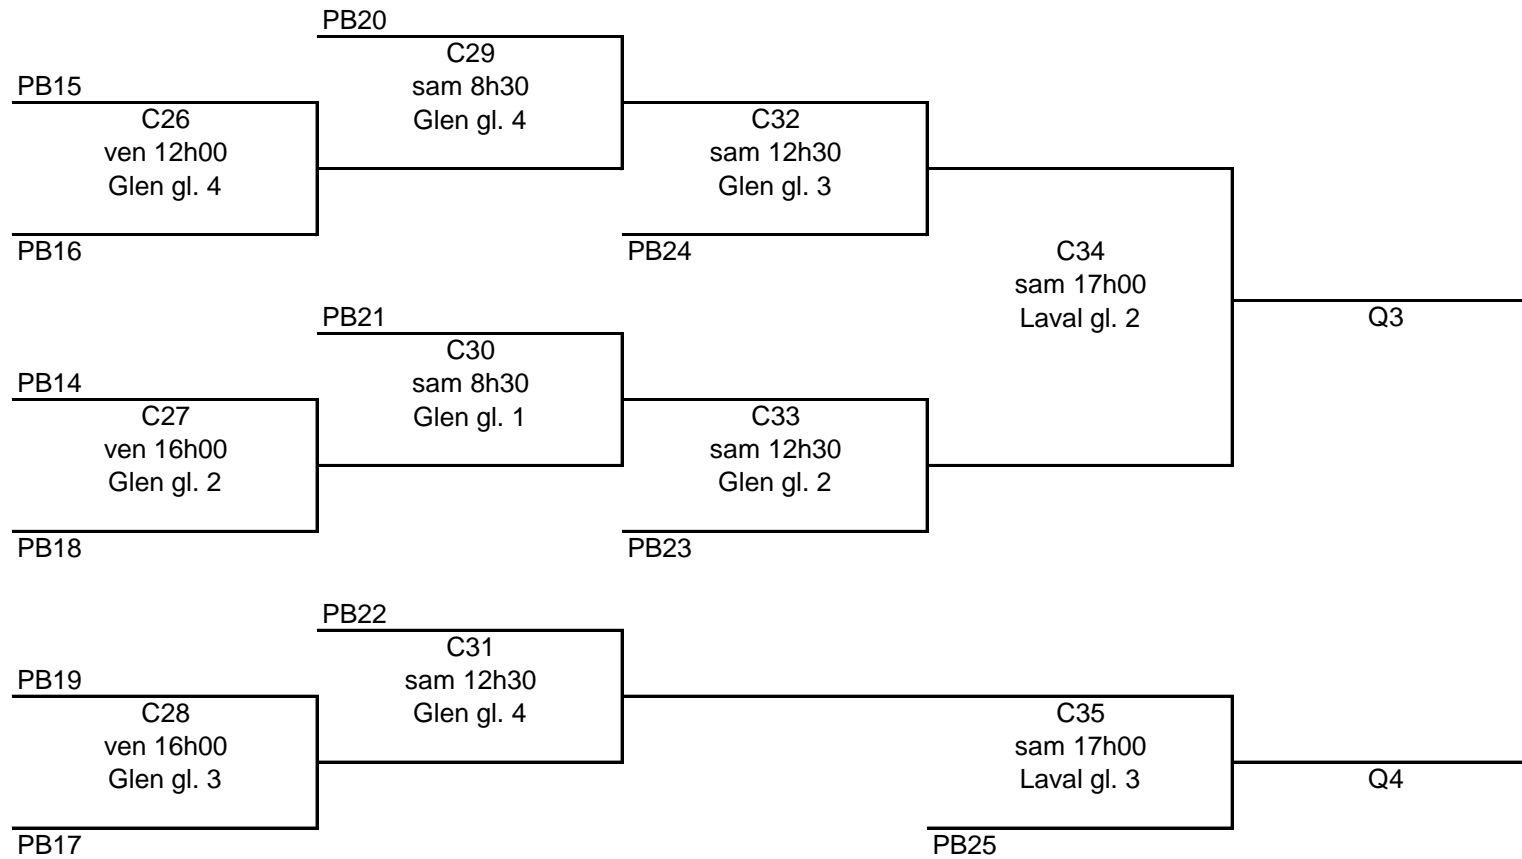 PB20
C29
sam 8h30
Glen gl. 4
PB15
C26
ven 12h00
Glen gl. 4
PB16
C32
sam 12h30
Glen gl. 3
PB24
C34
sam 17h00
Laval gl. 2
Q3
PB21
C30
sam 8h30
Glen gl. 1
PB14
C27
ven 16h00
Glen gl. 2
PB18
C33
sam 12h30
Glen gl. 2
PB23
PB22
C31
sam 12h30
Glen gl. 4
PB19
C28
ven 16h00
Glen gl. 3
PB17
C35
sam 17h00
Laval gl. 3
PB25
Q4